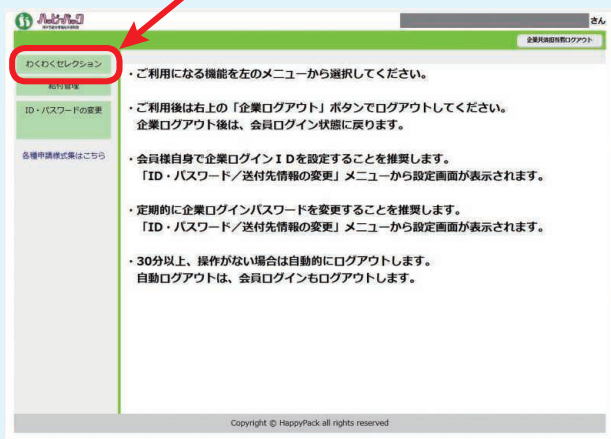 ハッピーパック
さん
企業共済担当者ログアウト
わくわくセレクション
給付管理
ID・パスワードの変更
各種申請様式集はこちら
・ご利用になる機能を左のメニューから選択してください。
・ご利用後は右上の「企業ログアウト」ボタンでログアウトしてください。
企業ログアウト後は、会員ログイン状態に戻ります。
・会員様自身で企業ログインIDを設定することを推奨します。
「ID・パスワード／送付先情報の変更」メニューから設定画面が表示されます。
・定期的に企業ログインパスワードを変更することを推奨します。
「ID・パスワード／送付先情報の変更」メニューから設定画面が表示されます。
・30分以上、操作がない場合は自動的にログアウトします。
自動ログアウトは、会員ログインもログアウトします。
Copyright © HappyPack all rights reserved